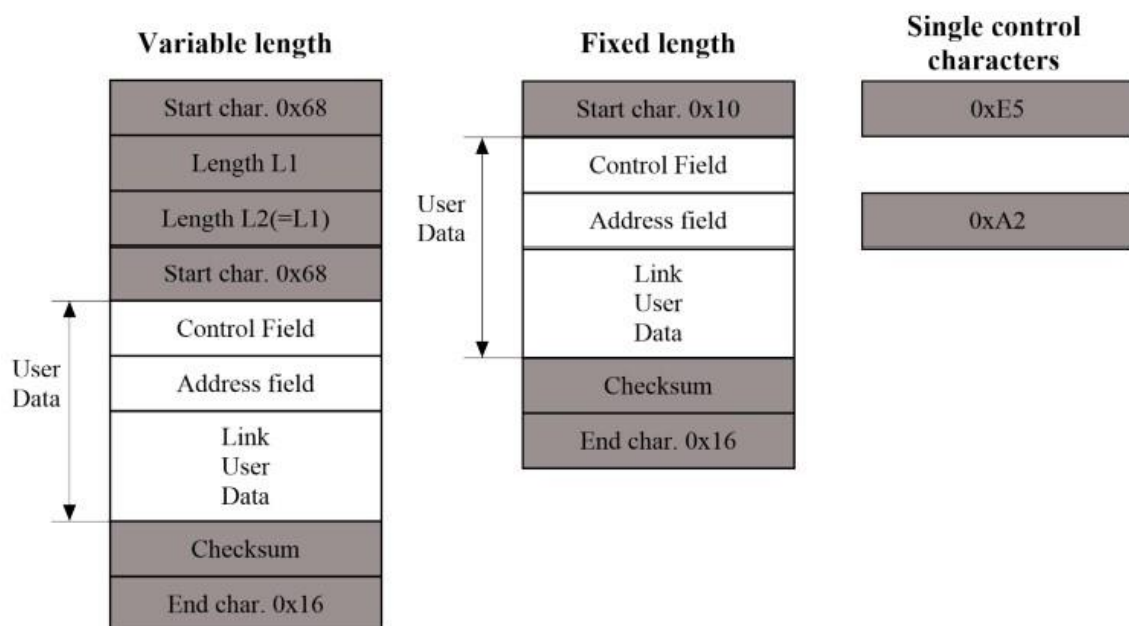 Variable length
Start char. 0x68
Length L1
Length L2(=L1)
Start char. 0x68
User
Data
Control Field
Address field
Link
User
Data
Checksum
End char. 0x16
Fixed length
Start char. 0x10
User
Data
Control Field
Address field
Link
User
Data
Checksum
End char. 0x16
Single control
characters
0xE5
0xA2